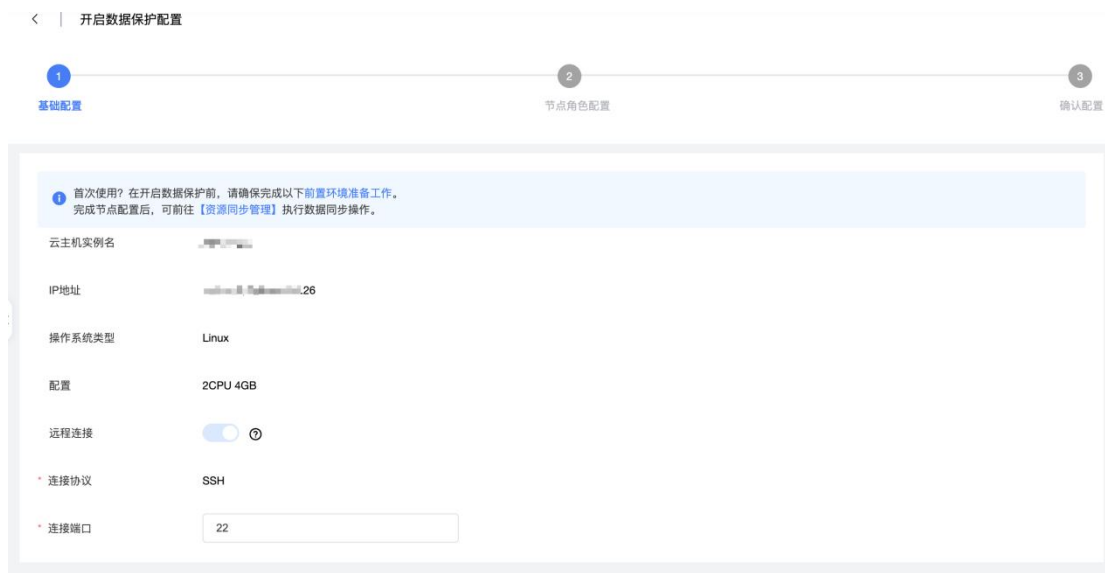 开启数据保护配置
1
2
3
基础配置
节点角色配置
确认配置
首次使用？在开启数据保护前，请确保完成以下前置环境准备工作。
完成节点配置后，可前往【资源同步管理】执行数据同步操作。
云主机实例名
IP地址 .26
操作系统类型 Linux
配置 2CPU 4GB
远程连接
* 连接协议 SSH
* 连接端口 22